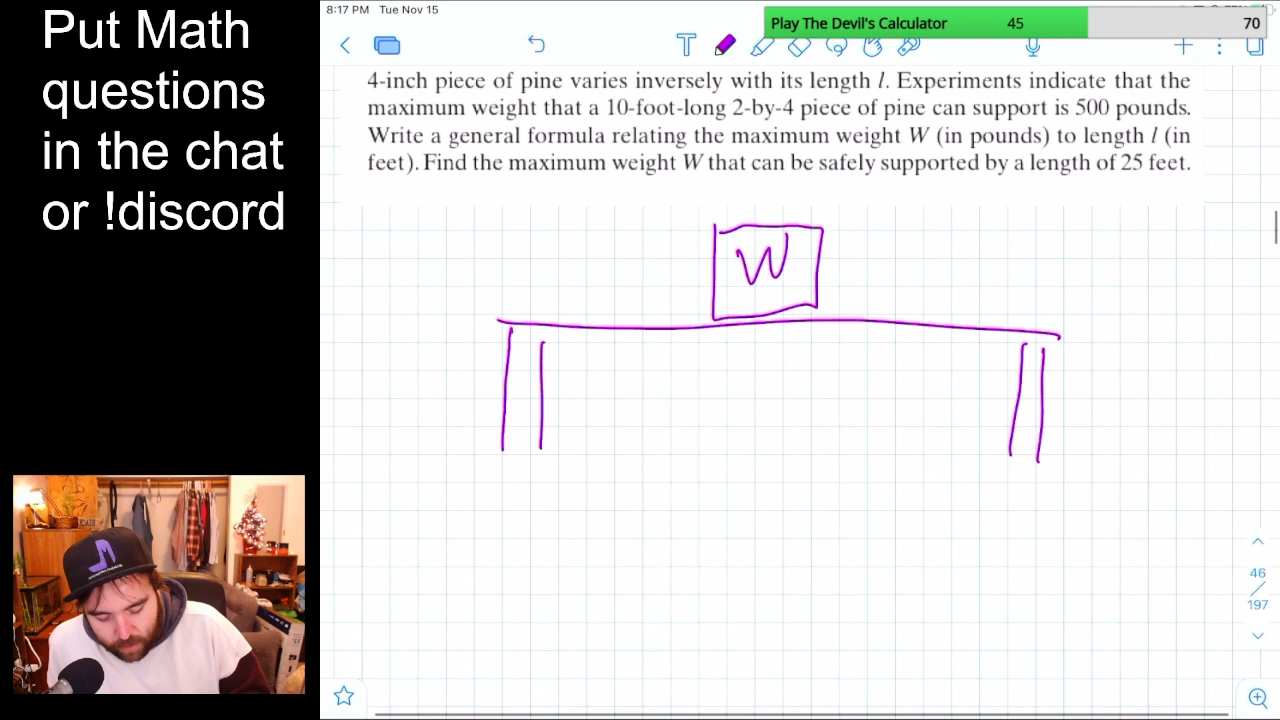 Put Math
questions
in the chat
or !discord
8:17 PM Tue Nov 15
Play The Devil's Calculator 45 70
T
4-inch piece of pine varies inversely with its length l. Experiments indicate that the
maximum weight that a 10-foot-long 2-by-4 piece of pine can support is 500 pounds.
Write a general formula relating the maximum weight W (in pounds) to length l (in
feet). Find the maximum weight W that can be safely supported by a length of 25 feet.
W
46
197